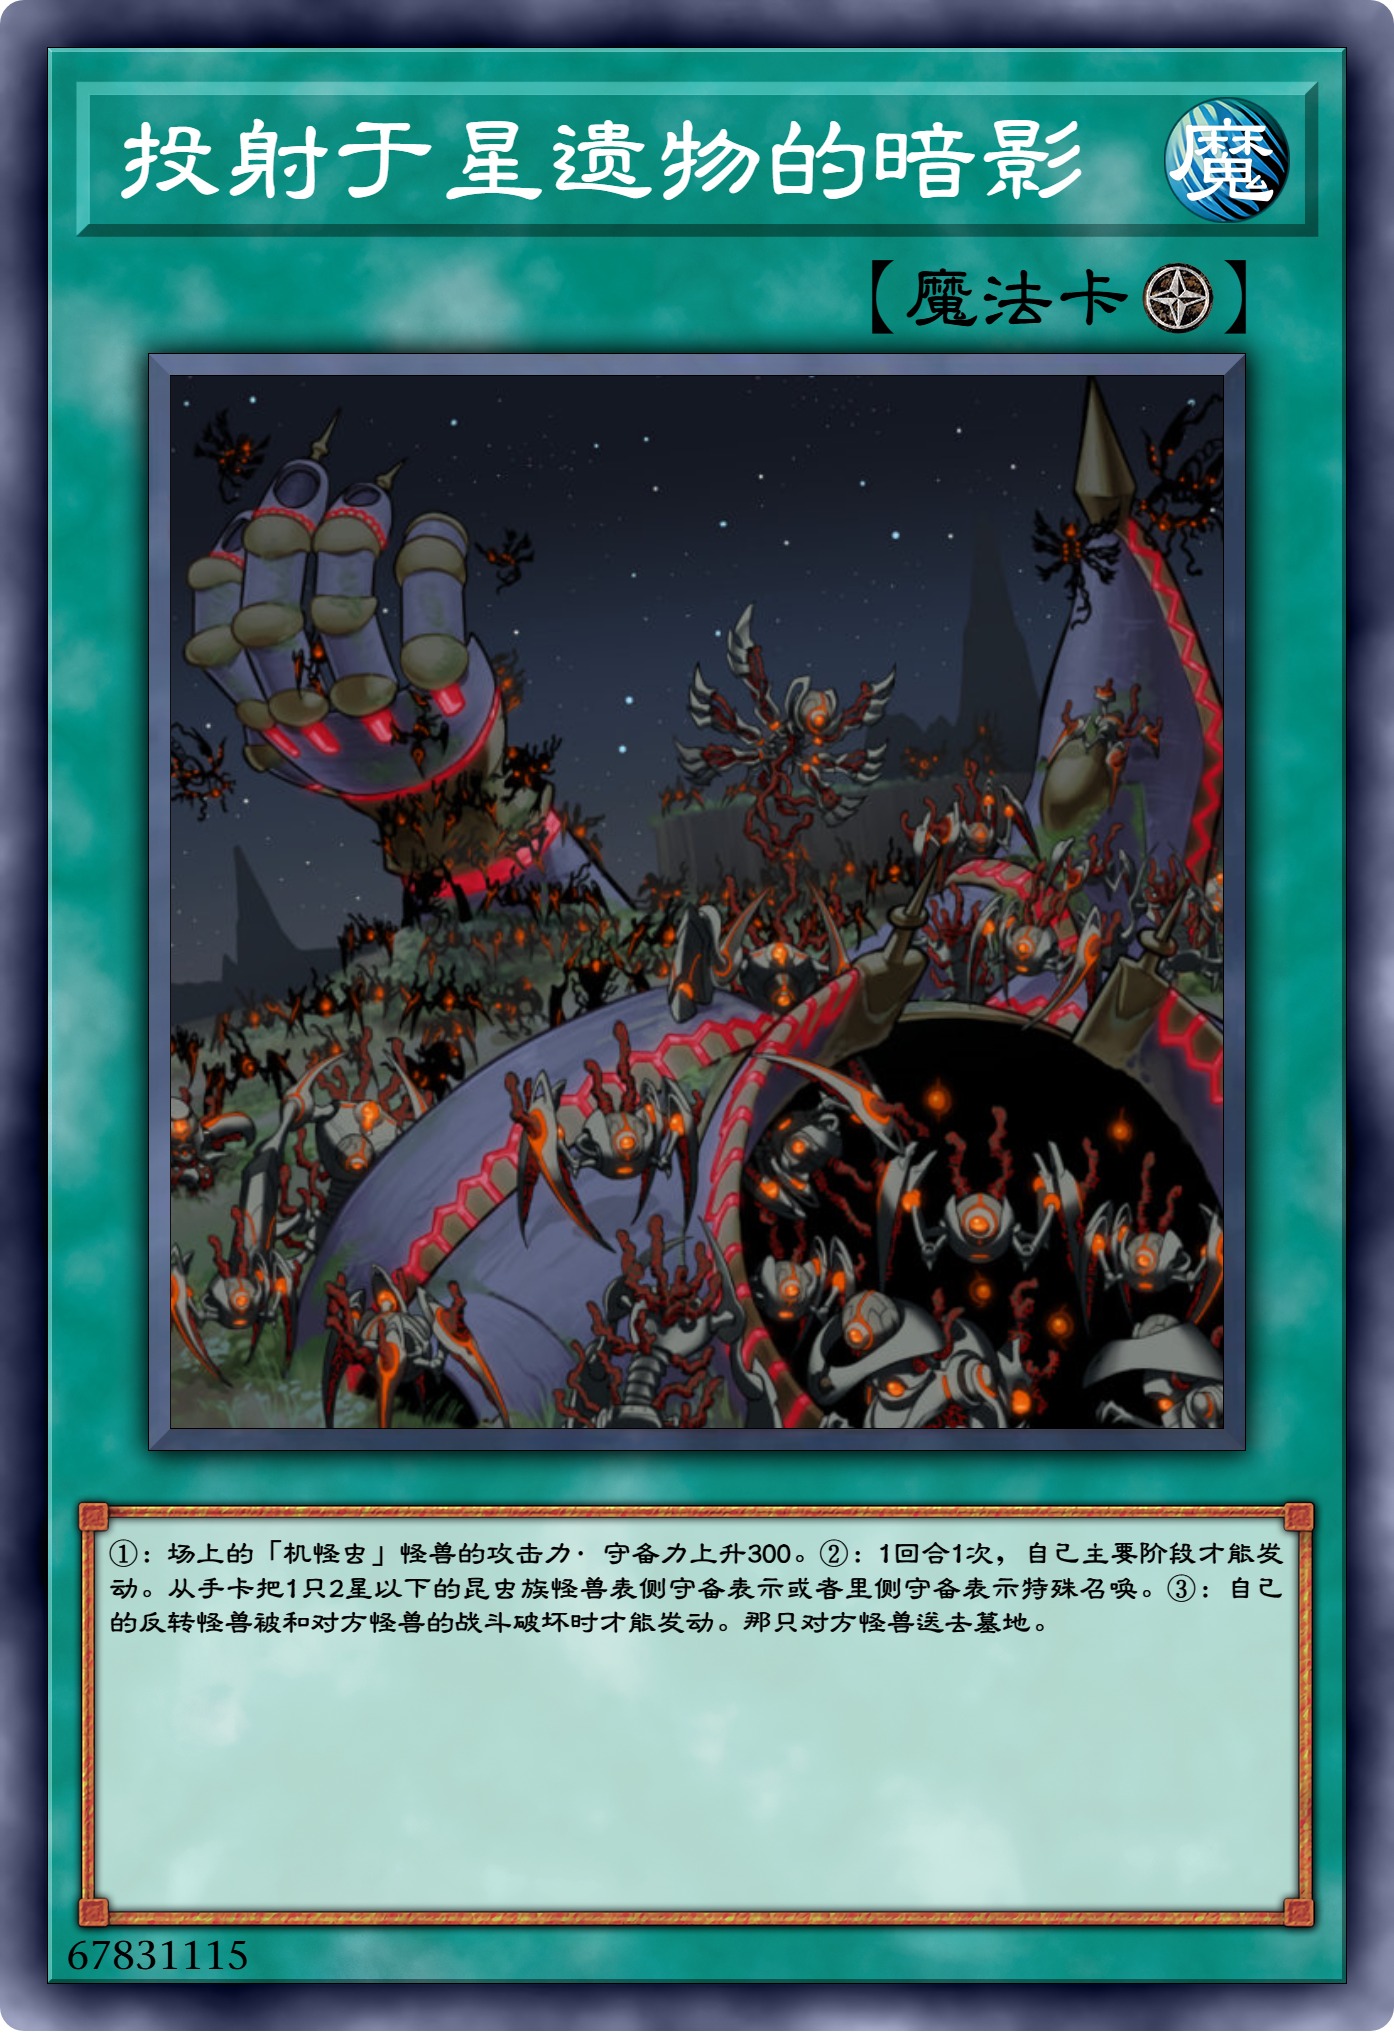 投射于星遗物的暗影 魔
【魔法卡】
①：场上的「机怪虫」怪兽的攻击力·守备力上升300。②：1回合1次，自己主要阶段才能发
动。从手卡把1只2星以下的昆虫族怪兽表侧守备表示或者里侧守备表示特殊召唤。③：自己
的反转怪兽被和对方怪兽的战斗破坏时才能发动。那只对方怪兽送去墓地。
67831115